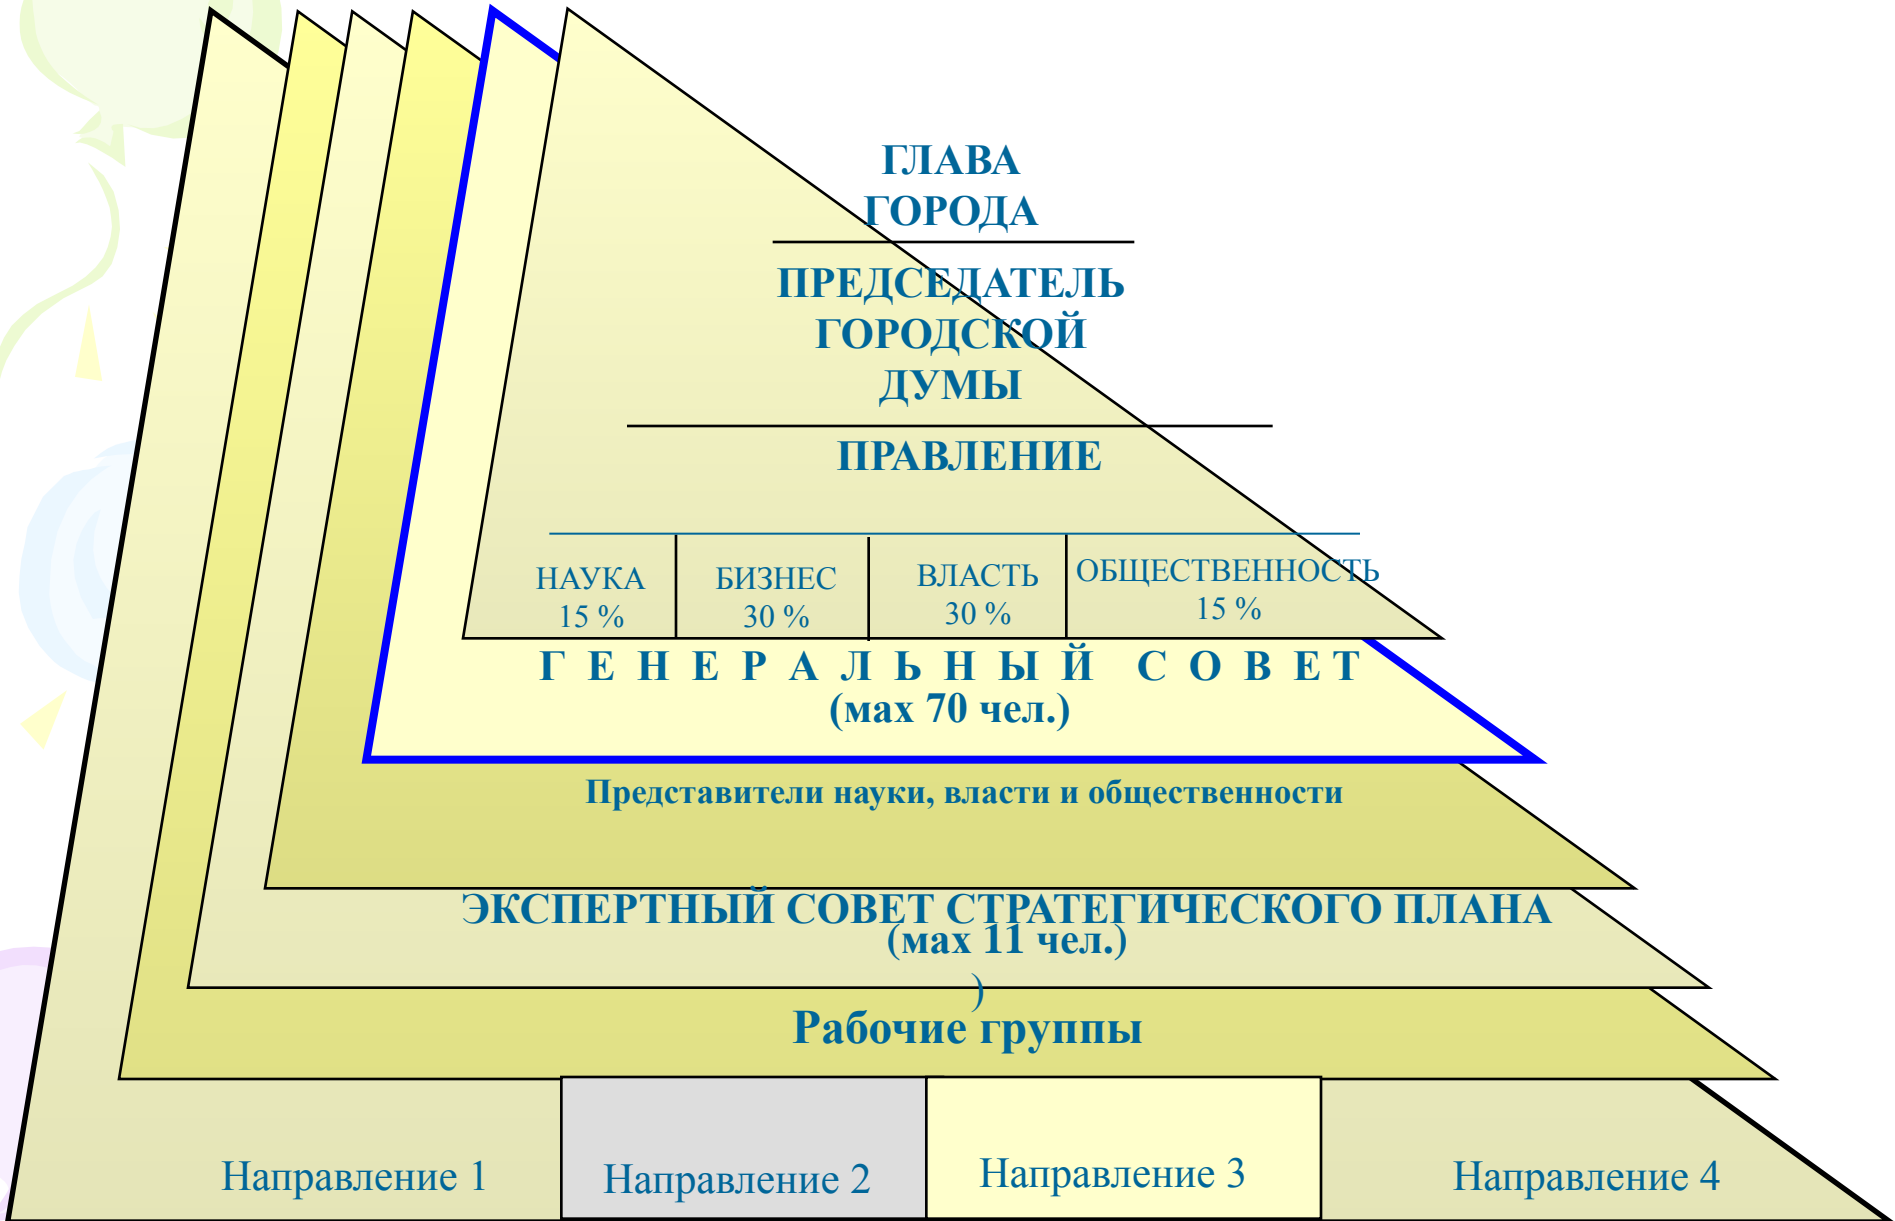 ГЛАВА
ГОРОДА
ПРЕДСЕДАТЕЛЬ
ГОРОДСКОЙ
ДУМЫ
ПРАВЛЕНИЕ
НАУКА
15 %
БИЗНЕС
30 %
ВЛАСТЬ
30 %
ОБЩЕСТВЕННОСТЬ
15 %
Г Е Н Е Р А Л Ь Н Ы Й С О В Е Т
(мах 70 чел.)
Представители науки, власти и общественности
ЭКСПЕРТНЫЙ СОВЕТ СТРАТЕГИЧЕСКОГО ПЛАНА
(мах 11 чел.)
)
Рабочие группы
Направление 1
Направление 2
Направление 3
Направление 4